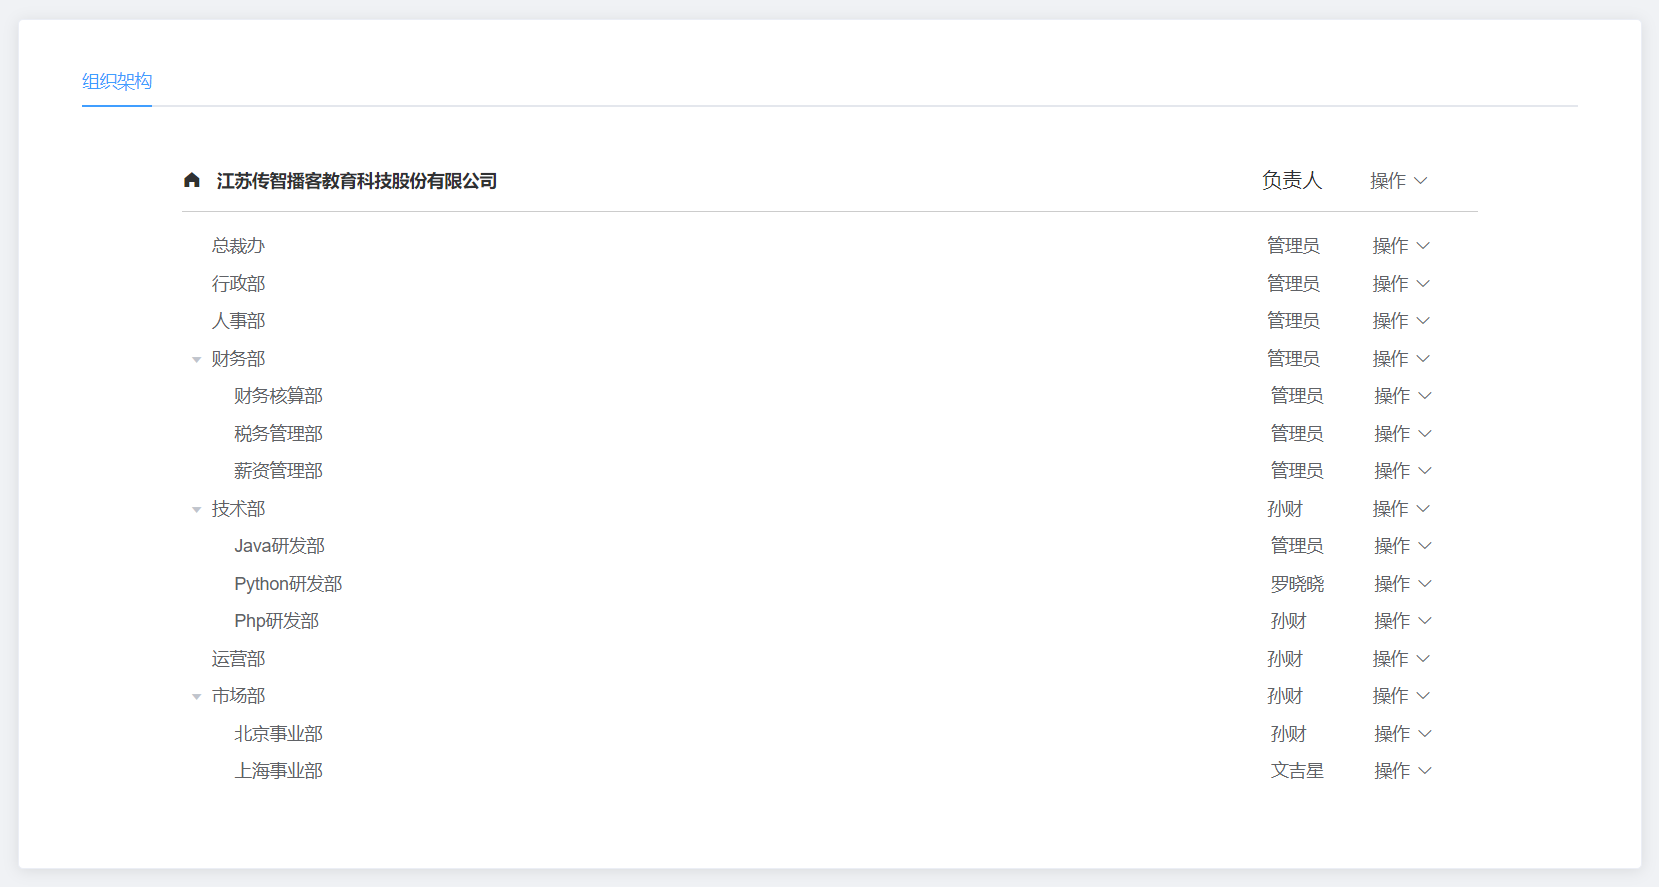 组织架构
江苏传智播客教育科技股份有限公司 负责人 操作
总裁办 管理员 操作
行政部 管理员 操作
人事部 管理员 操作
财务部 管理员 操作
财务核算部 管理员 操作
税务管理部 管理员 操作
薪资管理部 管理员 操作
技术部 孙财 操作
Java研发部 管理员 操作
Python研发部 罗晓晓 操作
Php研发部 孙财 操作
运营部 孙财 操作
市场部 孙财 操作
北京事业部 孙财 操作
上海事业部 文吉星 操作